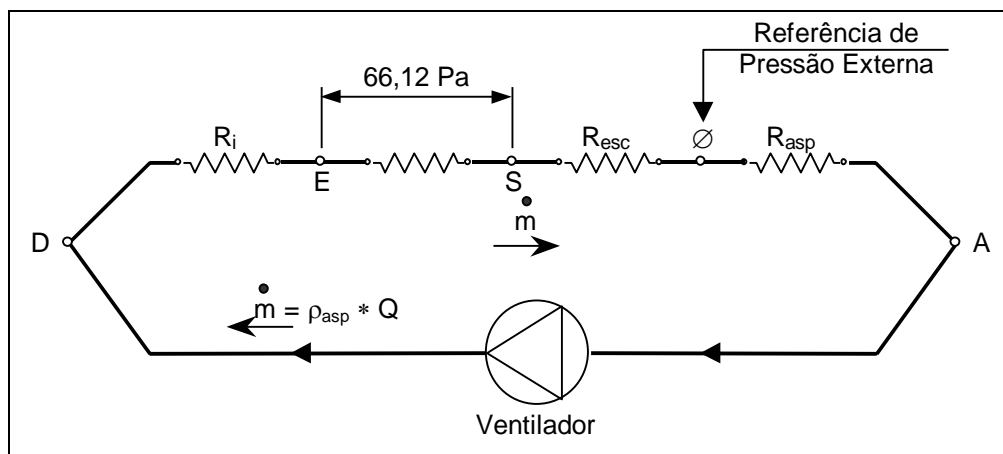 Referência de
Pressão Externa
66,12 Pa
Ri
Resc
∅
Rasp
E
S
ṁ
D
A
ṁ = ρasp ∗ Q
Ventilador